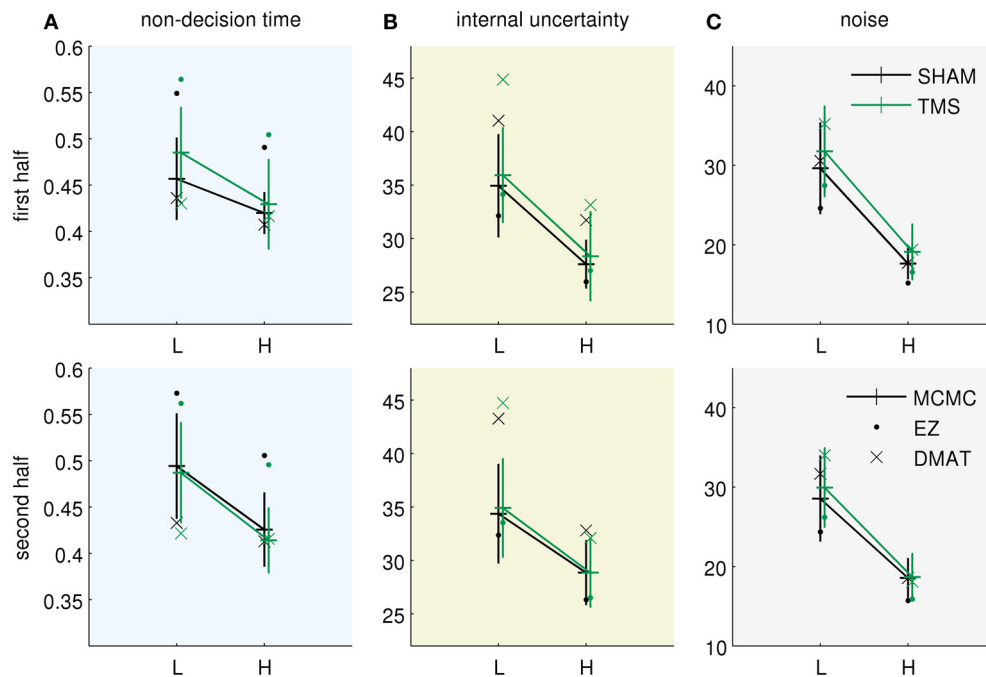 A non-decision time B internal uncertainty C noise
first half
0.6
0.55
0.5
0.45
0.4
0.35
L H
45
40
35
30
25
L H
40
30
20
10
L H
SHAM
TMS
second half
0.6
0.55
0.5
0.45
0.4
0.35
L H
45
40
35
30
25
L H
40
30
20
10
L H
MCMC
EZ
DMAT